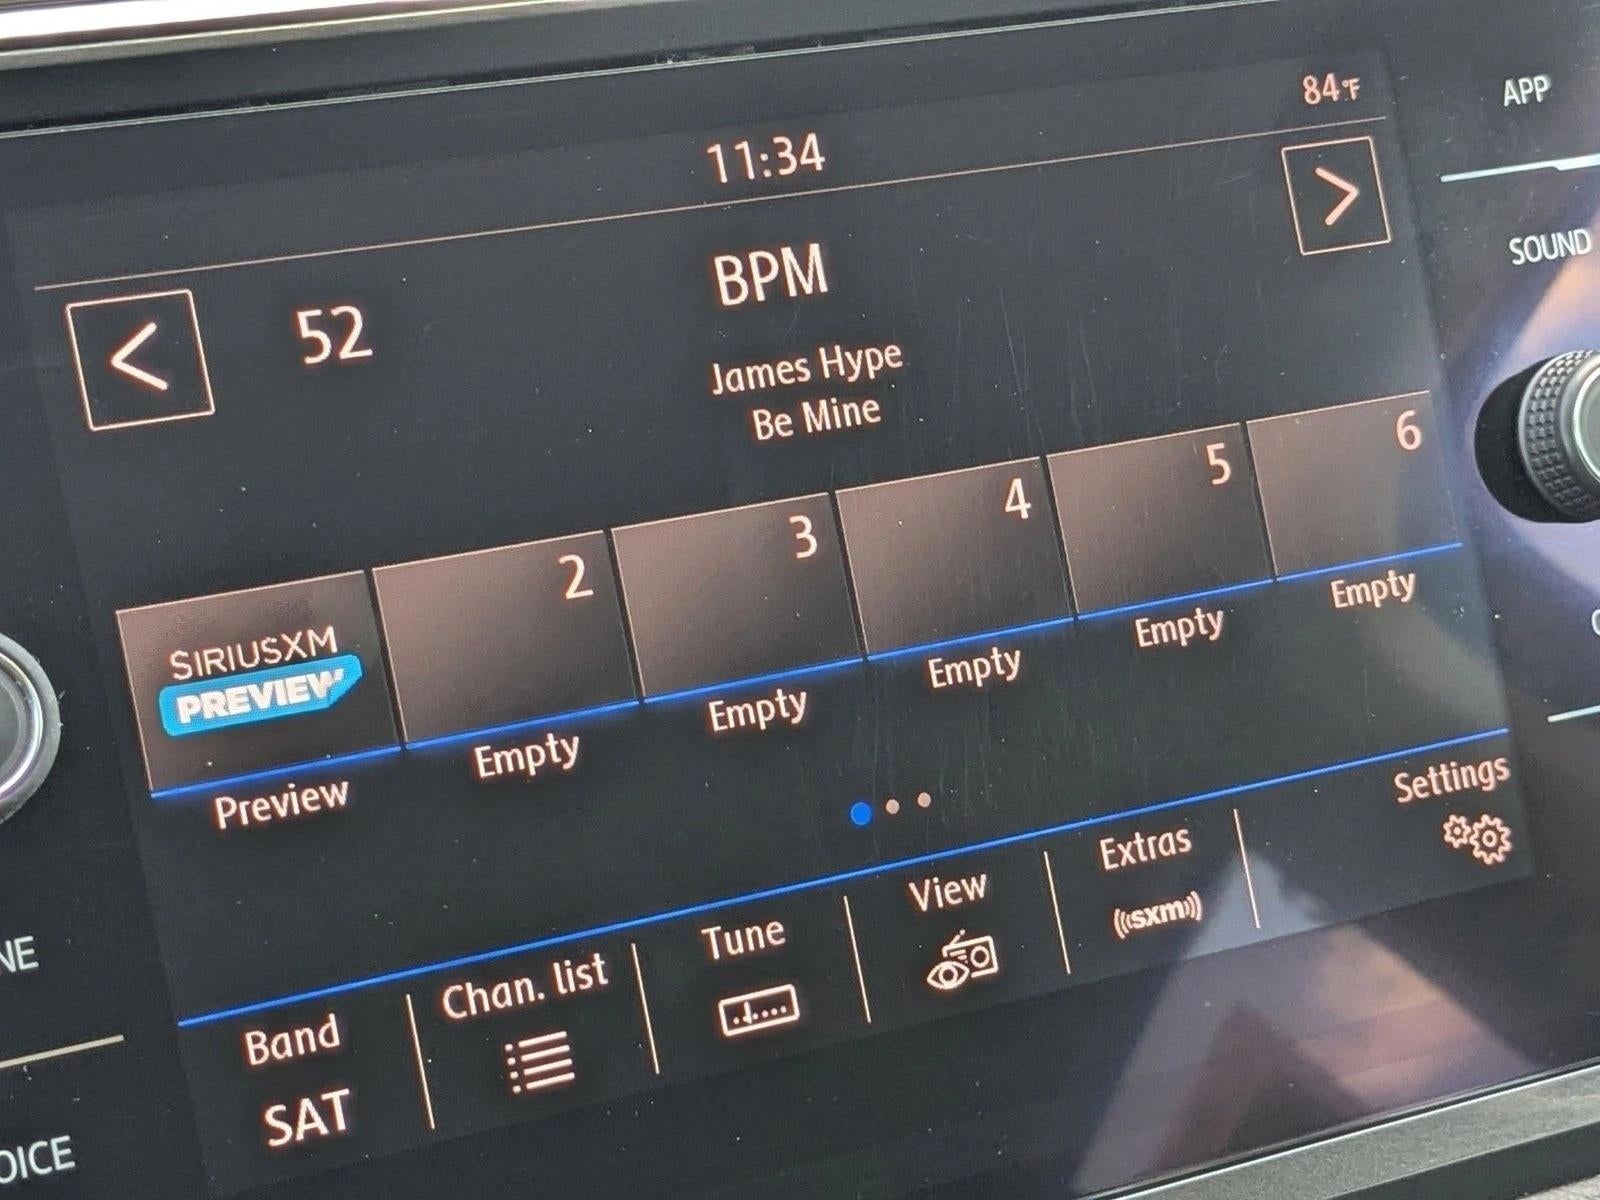 84°F
APP
11:34
SOUND
BPM
52
James Hype
Be Mine
2
3
4
5
6
SIRIUSXM
PREVIEW
Preview
Empty
Empty
Empty
Empty
Empty
Settings
Extras
((sxm))
View
Tune
Chan. list
Band
SAT
NE
OICE